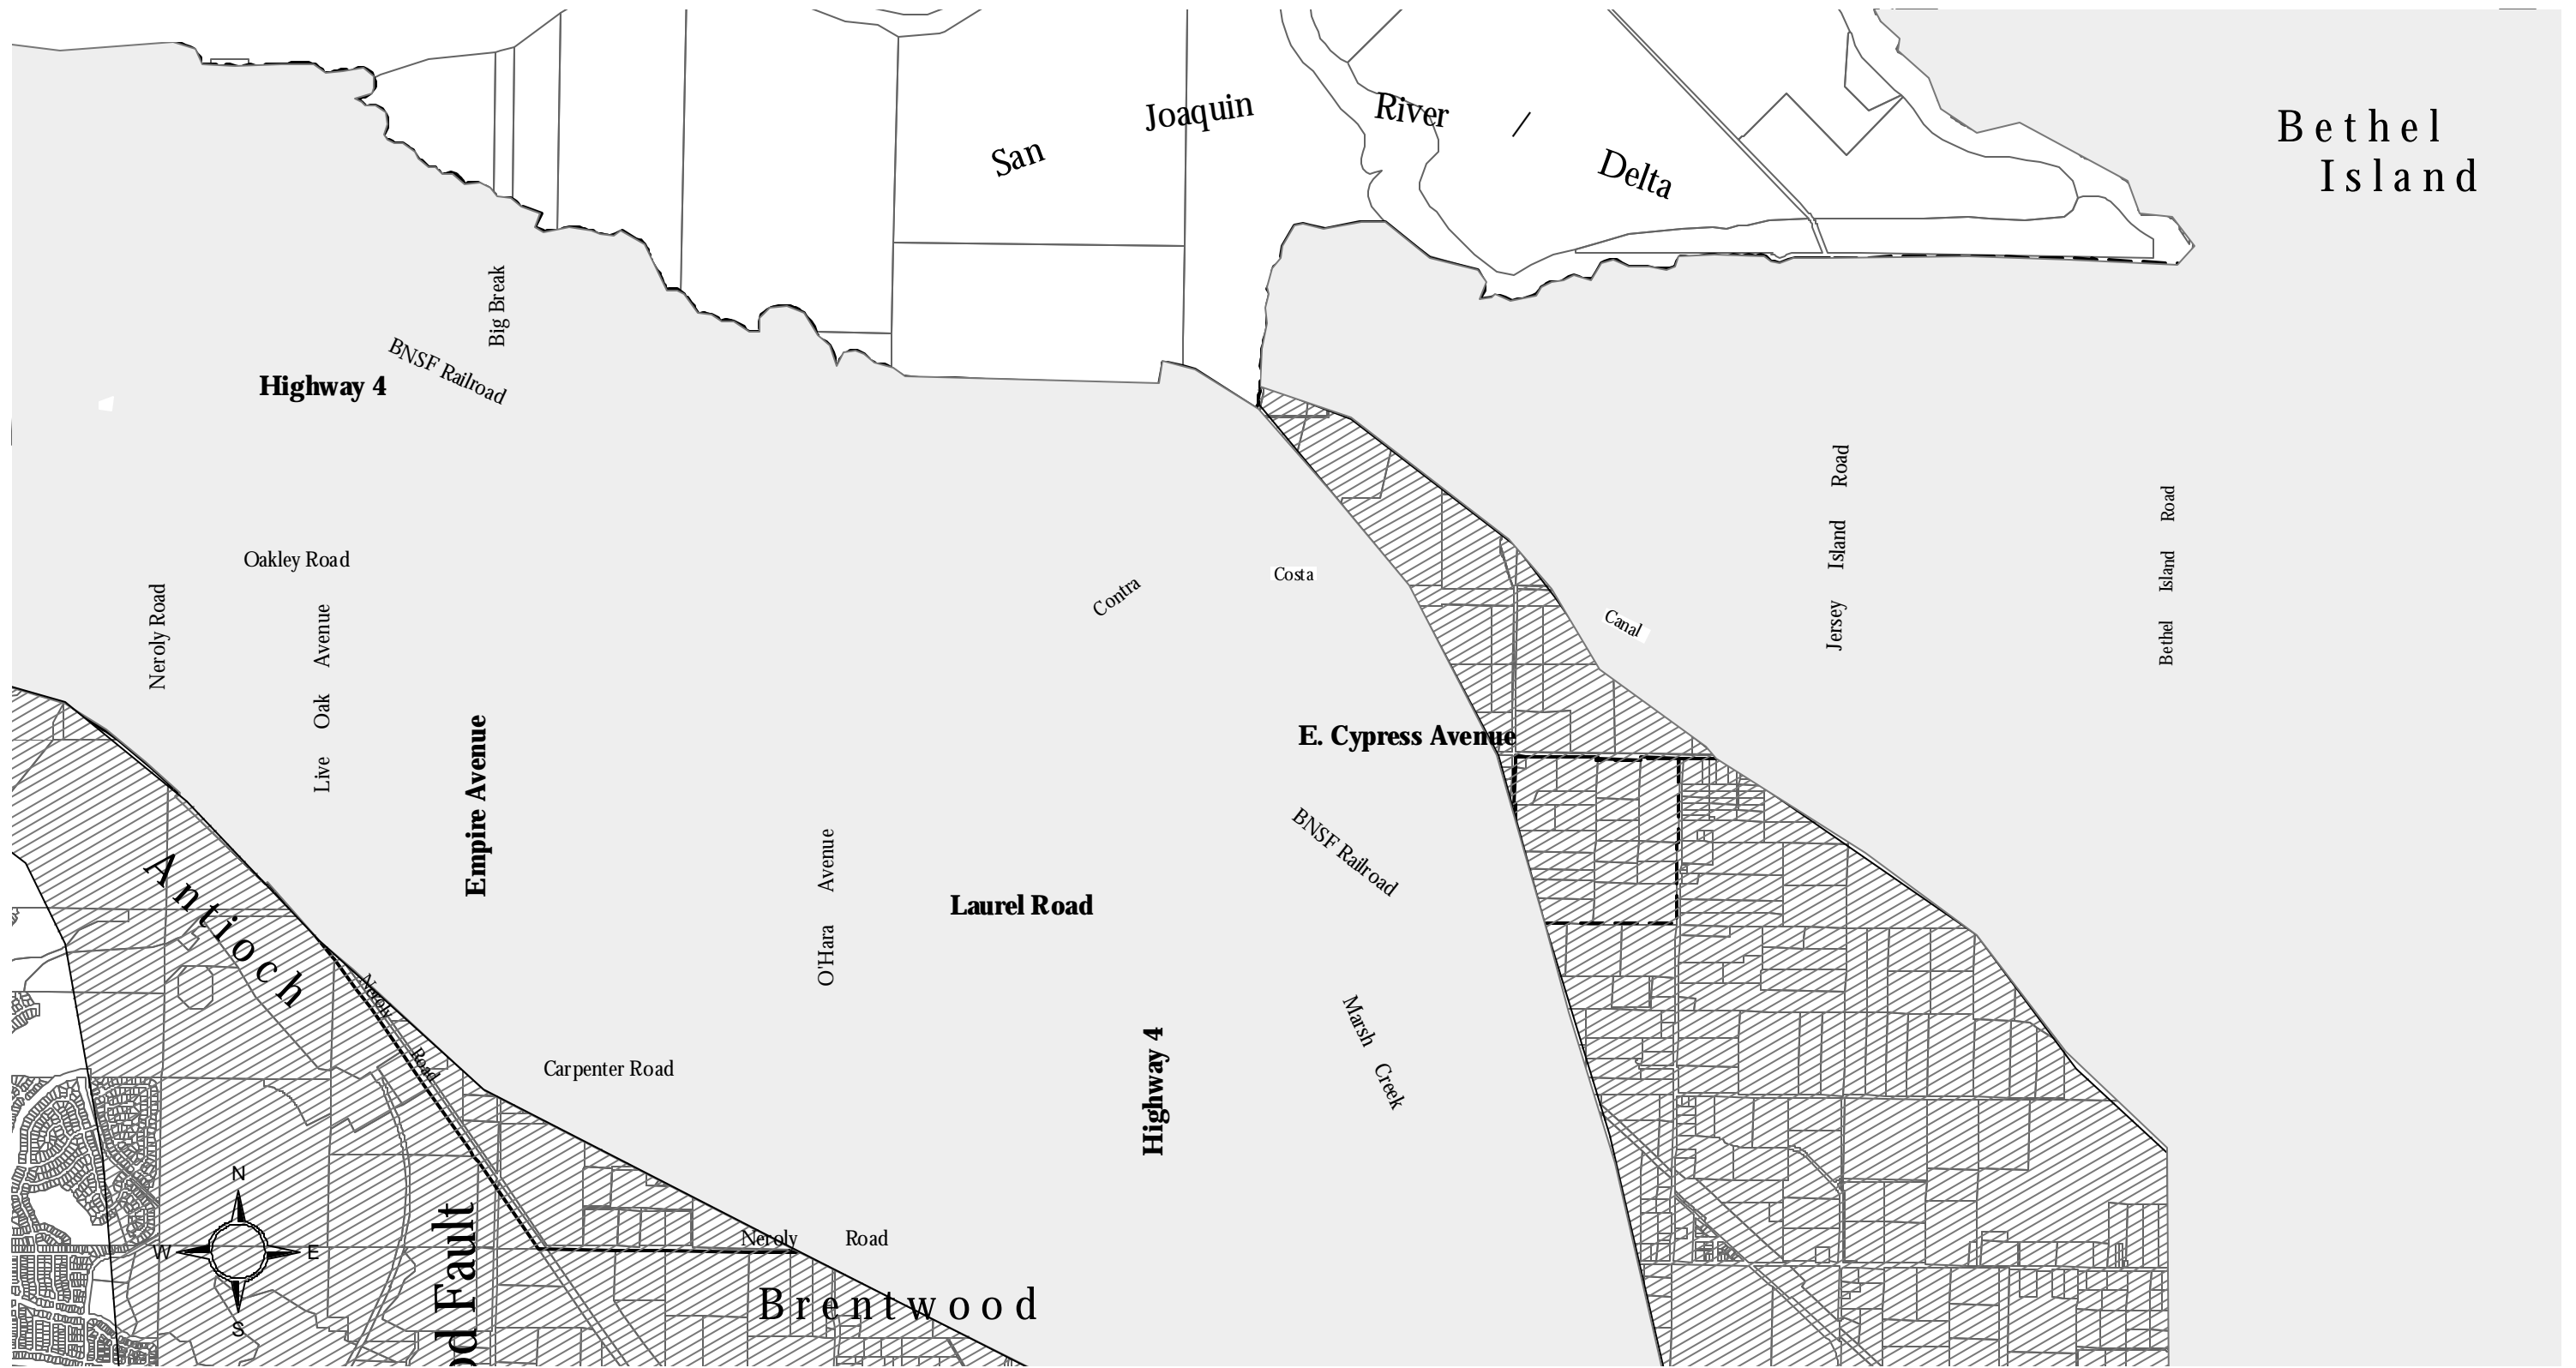 San Joaquin River Delta
Bethel
Island
Big Break
BNSF Railroad
Highway 4
Jersey Island Road
Bethel Island Road
Oakley Road
Neroly Road
Live Oak Avenue
Contra Costa Canal
Empire Avenue
E. Cypress Avenue
BNSF Railroad
O'Hara Avenue
Laurel Road
Antioch
Neroly Road
Marsh Creek
Highway 4
Carpenter Road
N
W E
S
Neroly Road
Fault
Brentwood